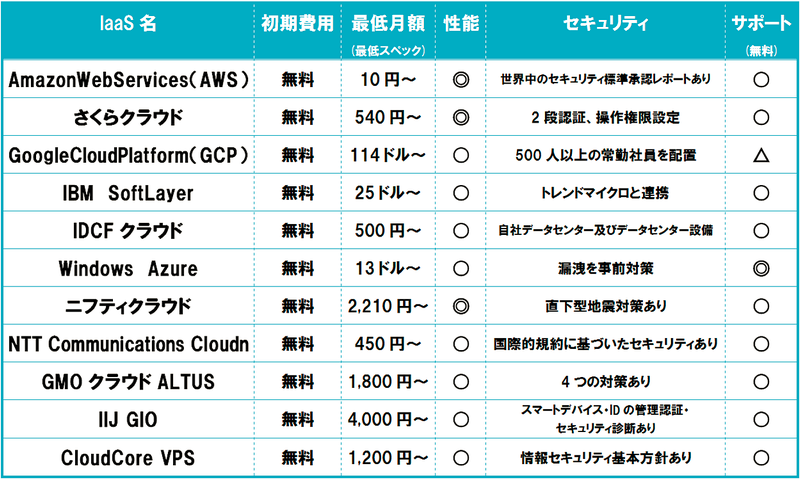 IaaS 名 初期費用 最低月額 性能 セキュリティ サポート
(最低スペック) (無料)
AmazonWebServices(AWS) 無料 10円～ ◎ 世界中のセキュリティ標準承認レポートあり ○
さくらクラウド 無料 540円～ ◎ 2段認証、操作権限設定 ○
GoogleCloudPlatform(GCP) 無料 114ドル～ ○ 500人以上の常勤社員を配置 △
IBM SoftLayer 無料 25ドル～ ○ トレンドマイクロと連携 ○
IDCFクラウド 無料 500円～ ○ 自社データセンター及びデータセンター設備 ○
Windows Azure 無料 13ドル～ ○ 漏洩を事前対策 ◎
ニフティクラウド 無料 2,210円～ ◎ 直下型地震対策あり ○
NTT Communications Cloudn 無料 450円～ ○ 国際的規約に基づいたセキュリティあり ○
GMOクラウドALTUS 無料 1,800円～ ○ 4つの対策あり ○
IIJ GIO 無料 4,000円～ ○ スマートデバイス・IDの管理認証・
セキュリティ診断あり ○
CloudCore VPS 無料 1,200円～ ○ 情報セキュリティ基本方針あり ○